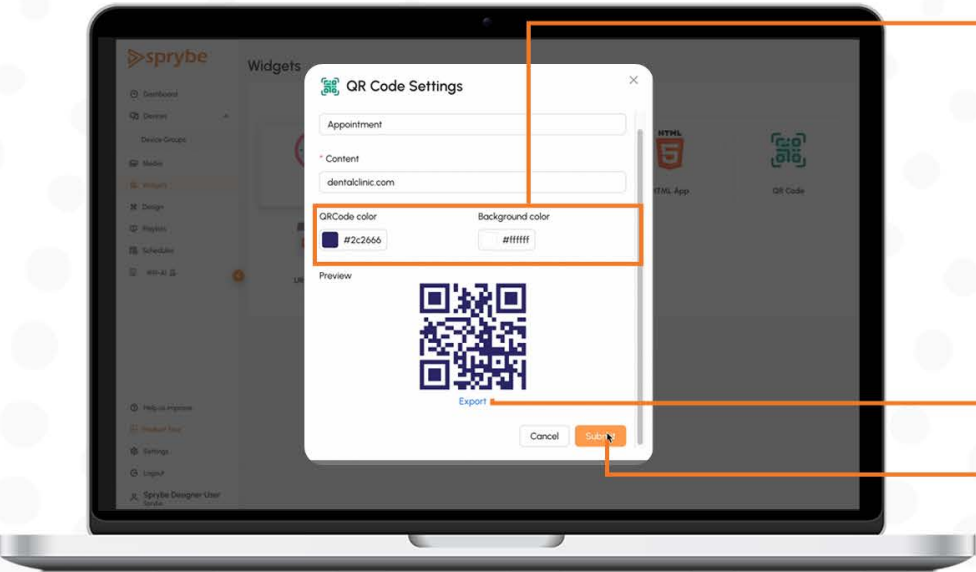 sprybe
Widgets
Dashboard
Devices
Device Groups
Media
Widgets
Design
Playlists
Scheduler
Help us improve
Product Tour
Settings
Logout
Sprybe Designer User
QR Code Settings
Appointment
* Content
dentalclinic.com
QRCode color Background color
#2c2666 #ffffff
Preview
Export
Cancel
HTML
5
HTML App
QR Code